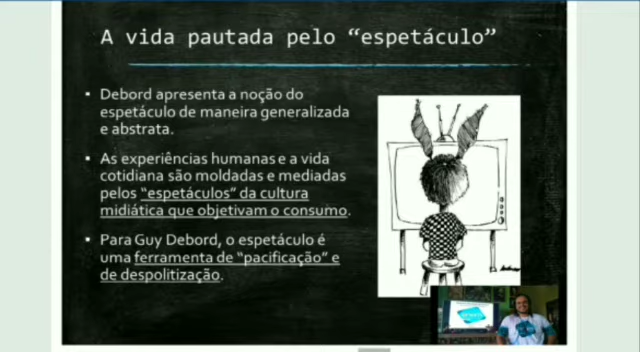 A vida pautada pelo “espetáculo”
▪ Debord apresenta a noção do
espetáculo de maneira generalizada
e abstrata.
▪ As experiências humanas e a vida
cotidiana são moldadas e mediadas
pelos “espetáculos” da cultura
midiática que objetivam o consumo.
▪ Para Guy Debord, o espetáculo é
uma ferramenta de “pacificação” e
de despolitização.